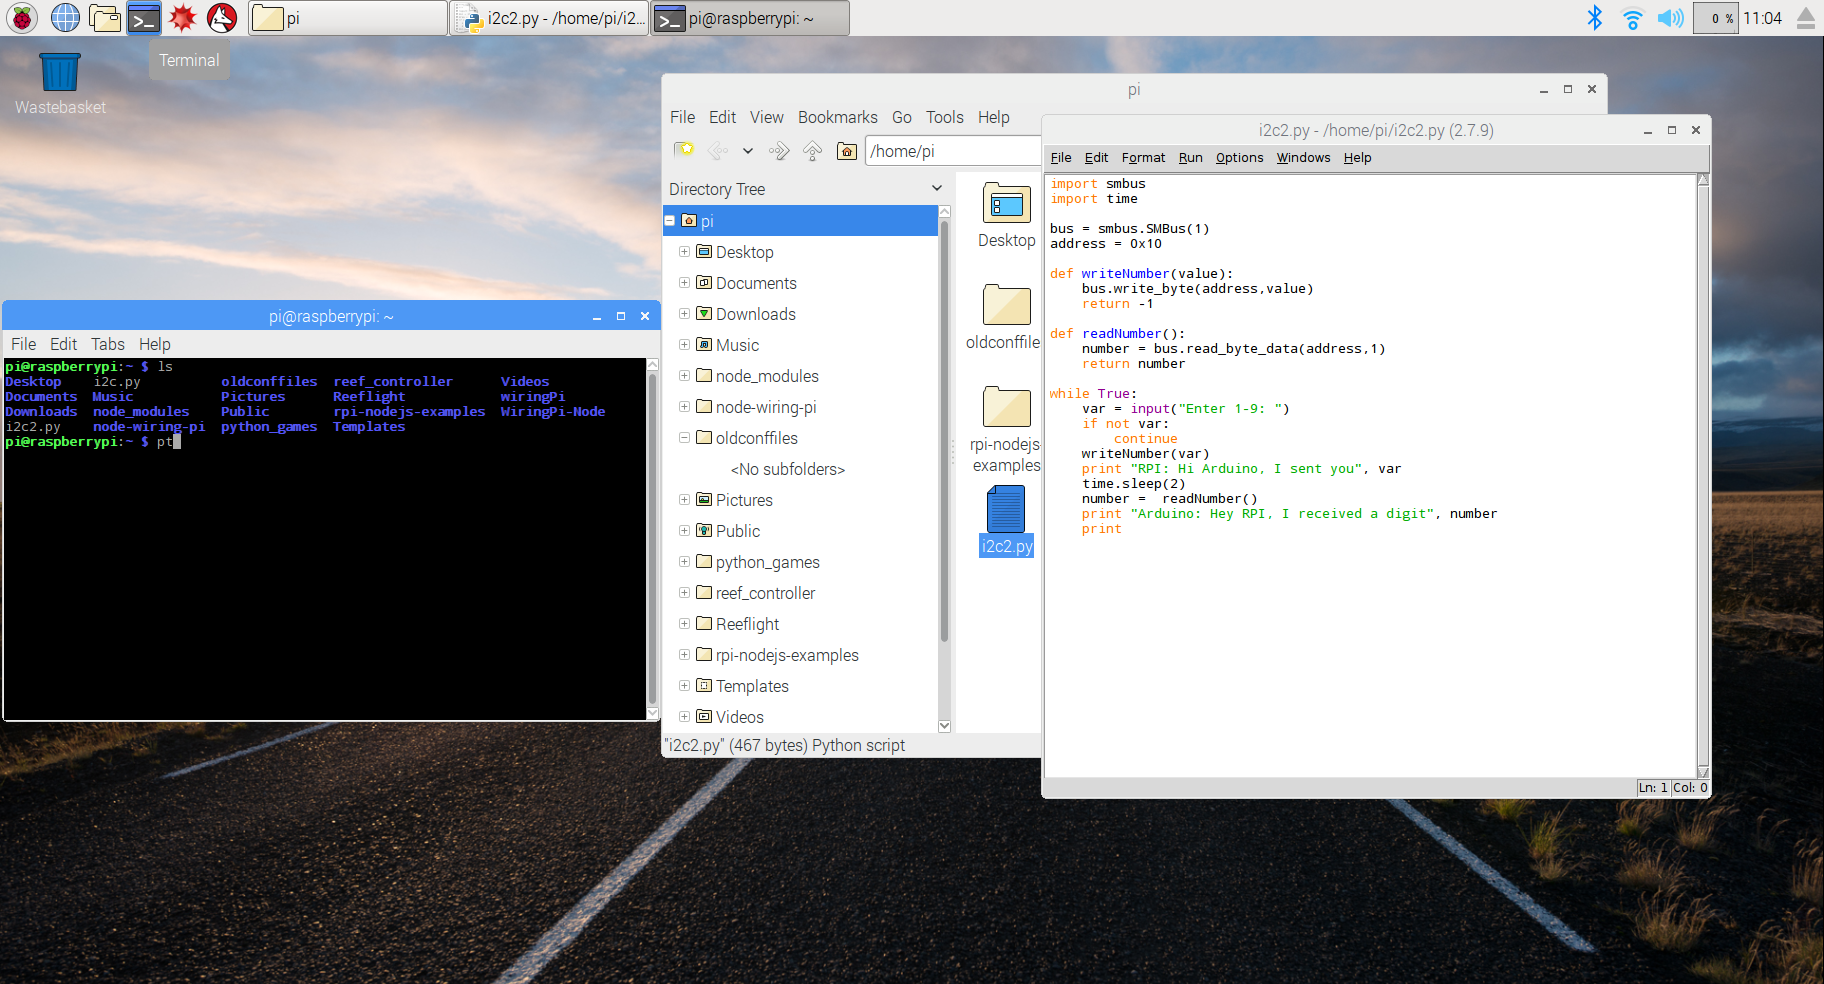 pi
i2c2.py - /home/pi/i2...
pi@raspberrypi: ~
0 %
11:04
Terminal
Wastebasket
pi@raspberrypi: ~
File Edit Tabs Help
pi@raspberrypi:~ $ ls
Desktop i2c.py oldconffiles reef_controller Videos
Documents Music Pictures Reeflight wiringPi
Downloads node_modules Public rpi-nodejs-examples WiringPi-Node
i2c2.py node-wiring-pi python_games Templates
pi@raspberrypi:~ $ pt
pi
File Edit View Bookmarks Go Tools Help
/home/pi
Directory Tree
pi
Desktop
Documents
Downloads
Music
node_modules
node-wiring-pi
oldconffiles
<No subfolders>
Pictures
Public
python_games
reef_controller
Reeflight
rpi-nodejs-examples
Templates
Videos
Desktop
oldconffile
rpi-nodejs-
examples
i2c2.py
"i2c2.py" (467 bytes) Python script
i2c2.py - /home/pi/i2c2.py (2.7.9)
File Edit Format Run Options Windows Help
import smbus
import time
bus = smbus.SMBus(1)
address = 0x10
def writeNumber(value):
    bus.write_byte(address,value)
    return -1
def readNumber():
    number = bus.read_byte_data(address,1)
    return number
while True:
    var = input("Enter 1-9: ")
    if not var:
        continue
    writeNumber(var)
    print "RPI: Hi Arduino, I sent you", var
    time.sleep(2)
    number =  readNumber()
    print "Arduino: Hey RPI, I received a digit", number
    print
Ln: 1 Col: 0